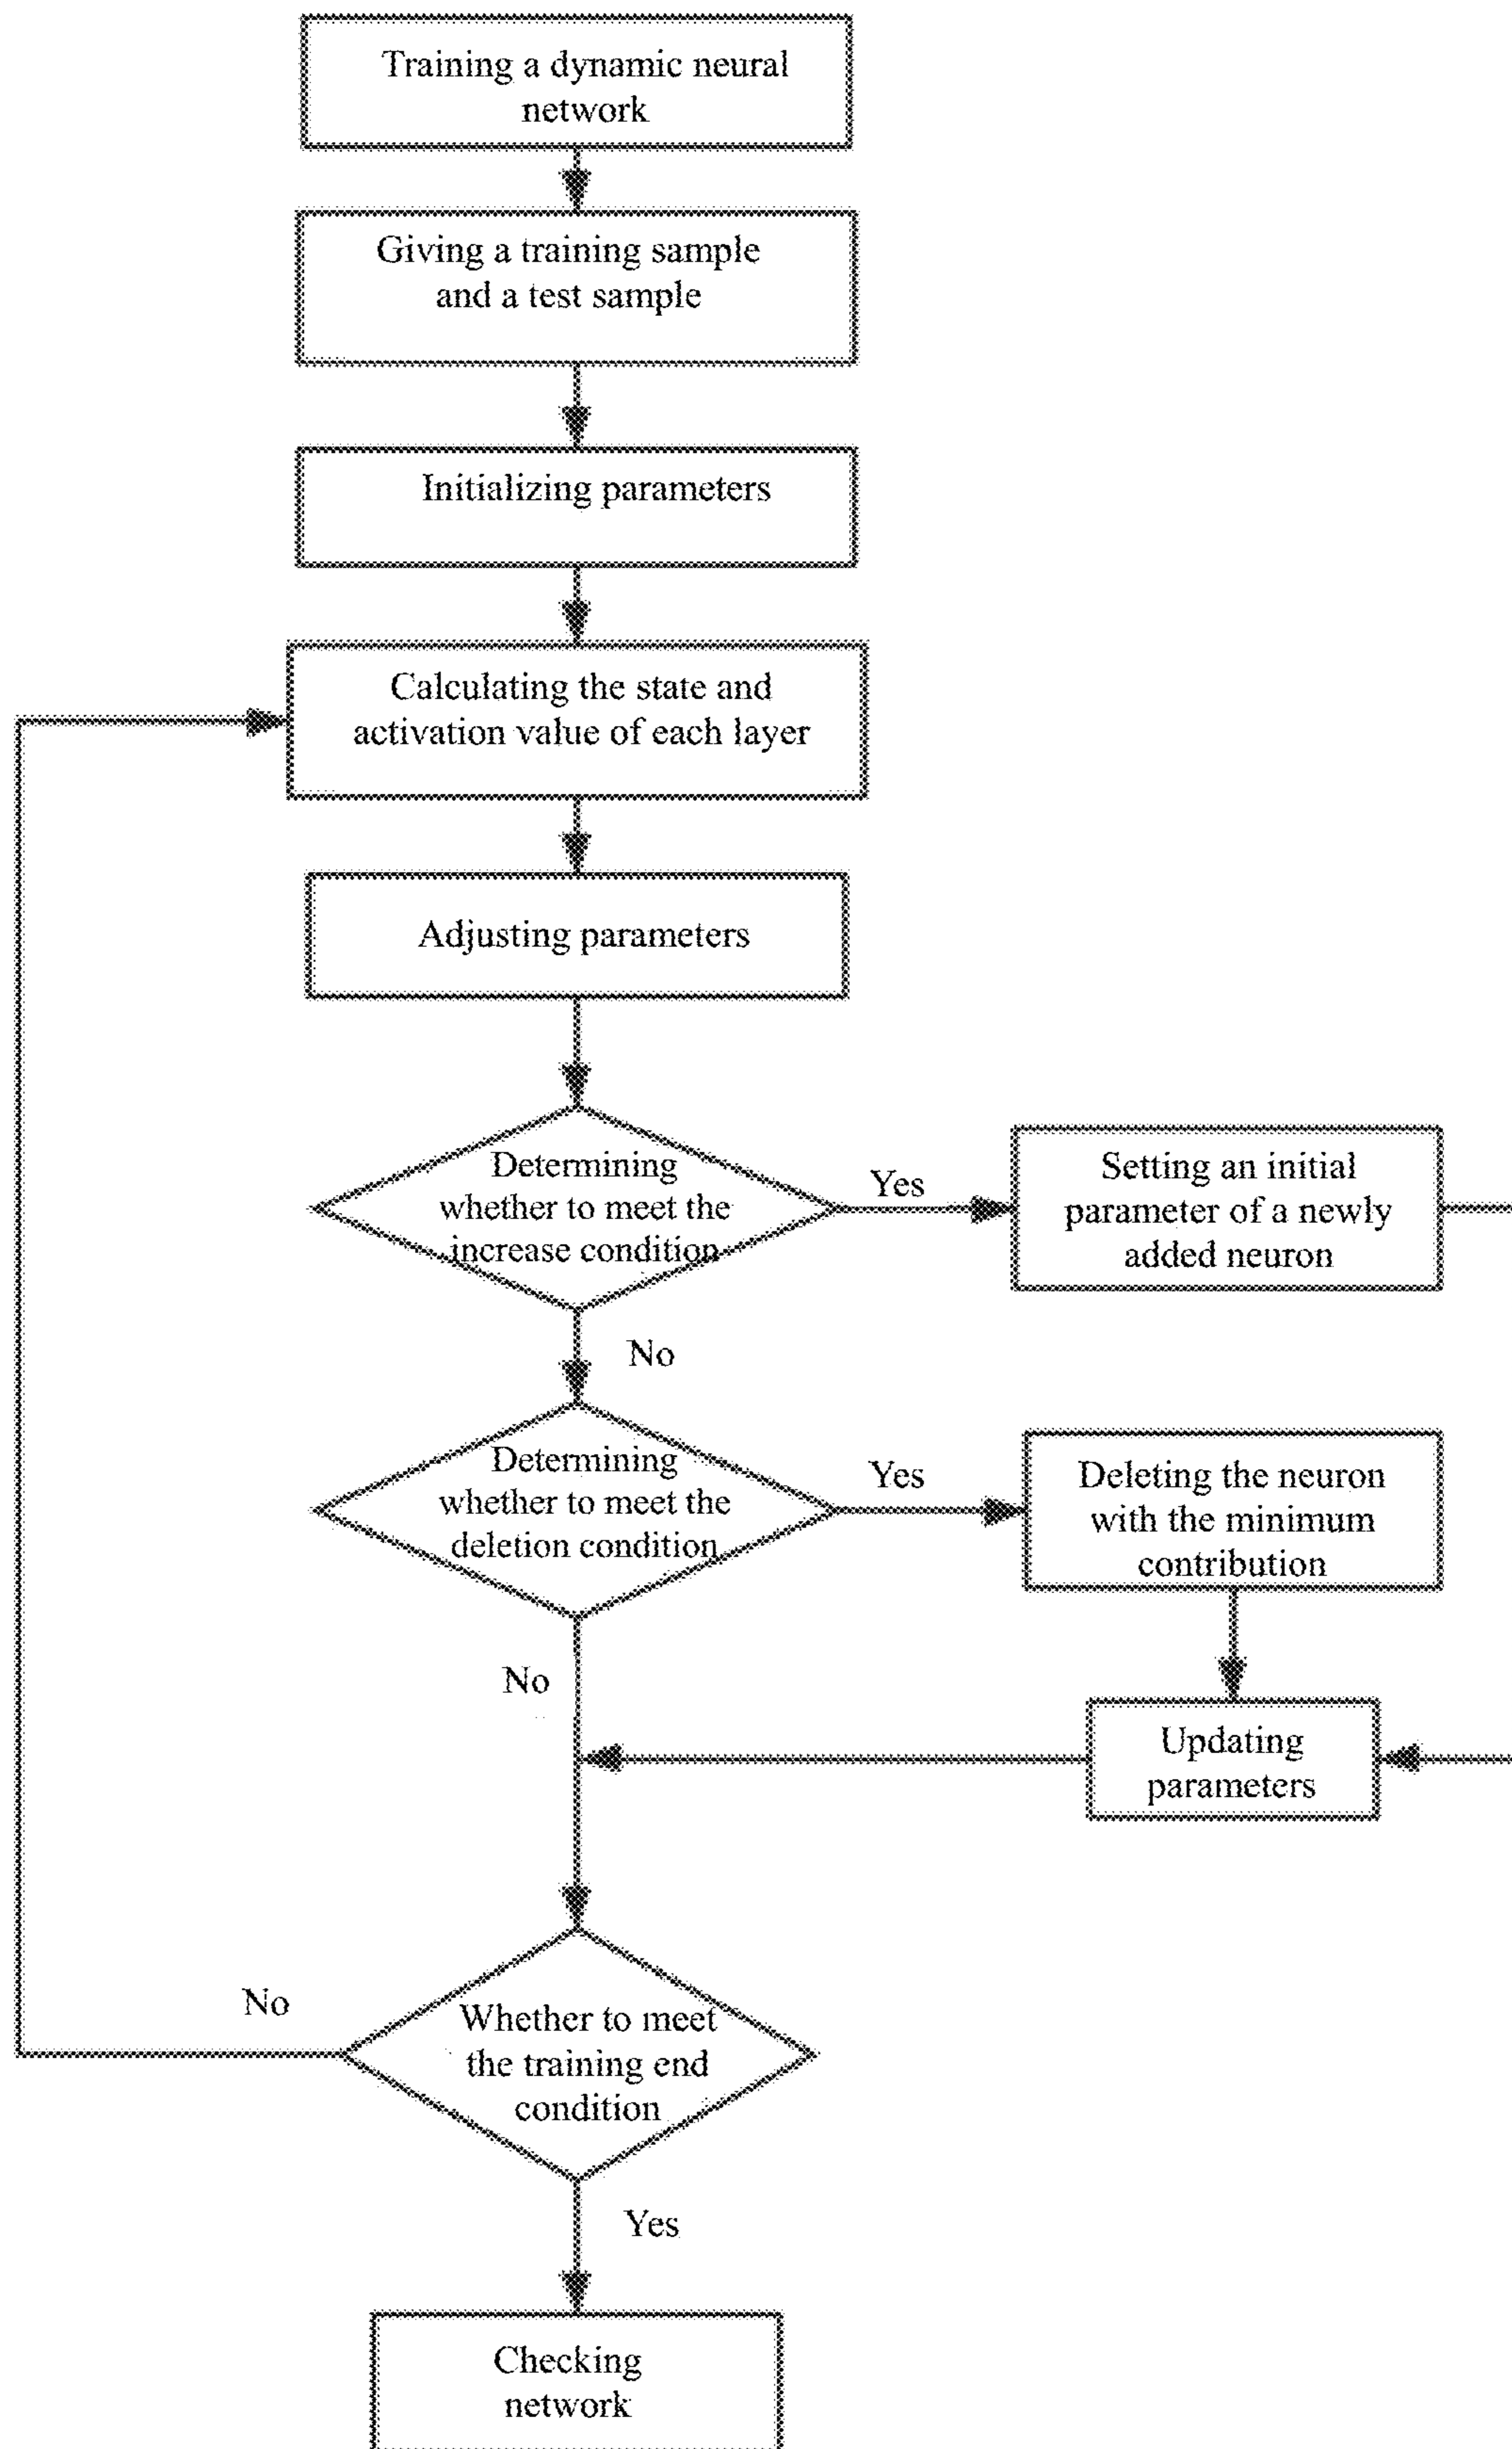 Training a dynamic neural
network
Giving a training sample
and a test sample
Initializing parameters
Calculating the state and
activation value of each layer
Adjusting parameters
Determining
whether to meet the
increase condition
Yes
Setting an initial
parameter of a newly
added neuron
No
Determining
whether to meet the
deletion condition
Yes
Deleting the neuron
with the minimum
contribution
No
Updating
parameters
No
Whether to meet
the training end
condition
Yes
Checking
network